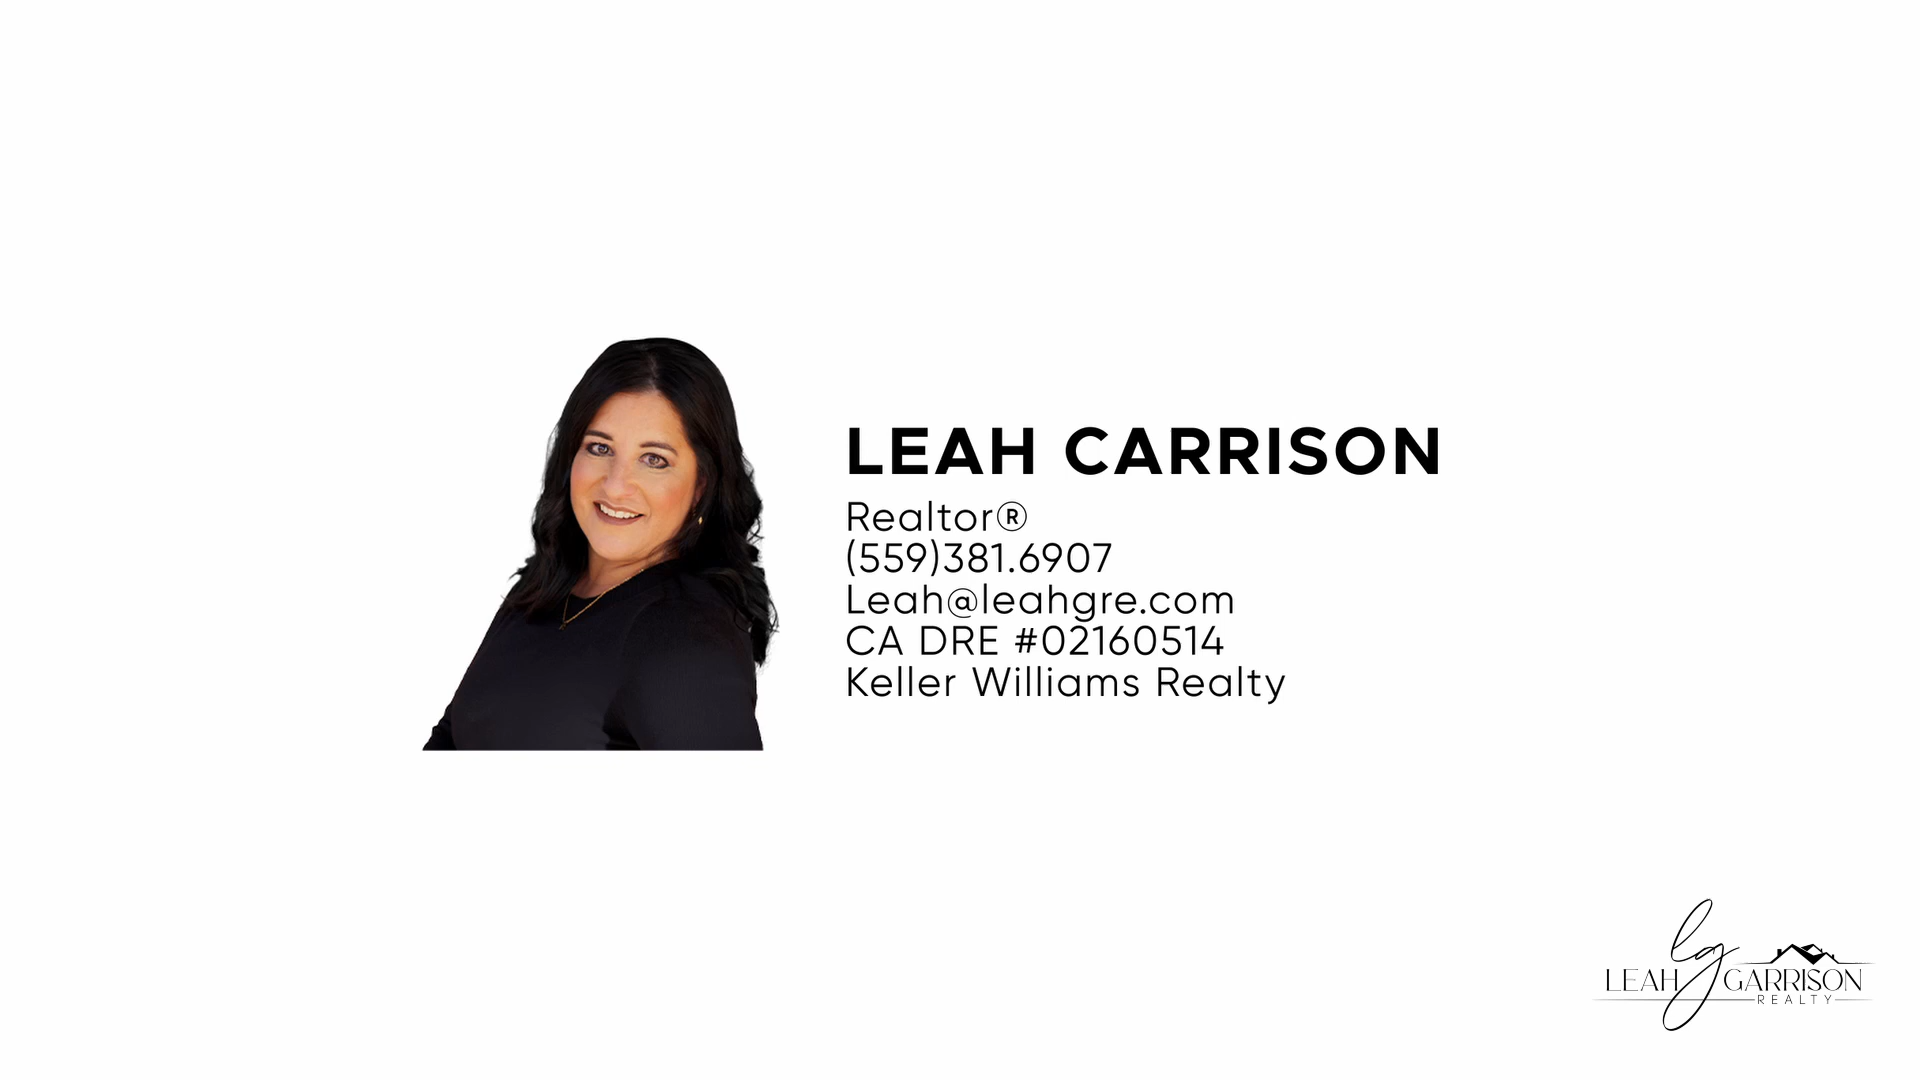 LEAH CARRISON
Realtor®
(559)381.6907
Leah@leahgre.com
CA DRE #02160514
Keller Williams Realty
lg
LEAH GARRISON
REALTY